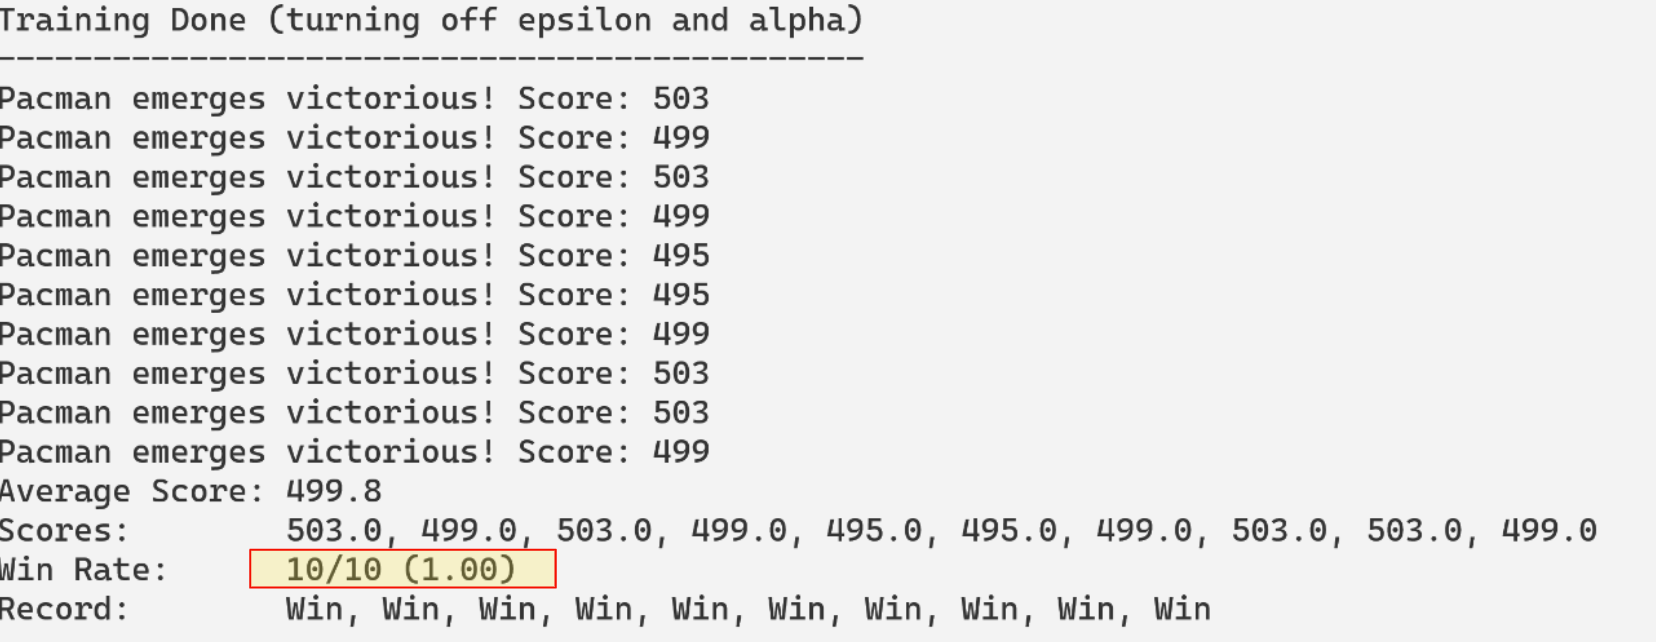 Training Done (turning off epsilon and alpha)
---------------------------------------------
Pacman emerges victorious! Score: 503
Pacman emerges victorious! Score: 499
Pacman emerges victorious! Score: 503
Pacman emerges victorious! Score: 499
Pacman emerges victorious! Score: 495
Pacman emerges victorious! Score: 495
Pacman emerges victorious! Score: 499
Pacman emerges victorious! Score: 503
Pacman emerges victorious! Score: 503
Pacman emerges victorious! Score: 499
Average Score: 499.8
Scores:        503.0, 499.0, 503.0, 499.0, 495.0, 495.0, 499.0, 503.0, 503.0, 499.0
Win Rate:      10/10 (1.00)
Record:        Win, Win, Win, Win, Win, Win, Win, Win, Win, Win